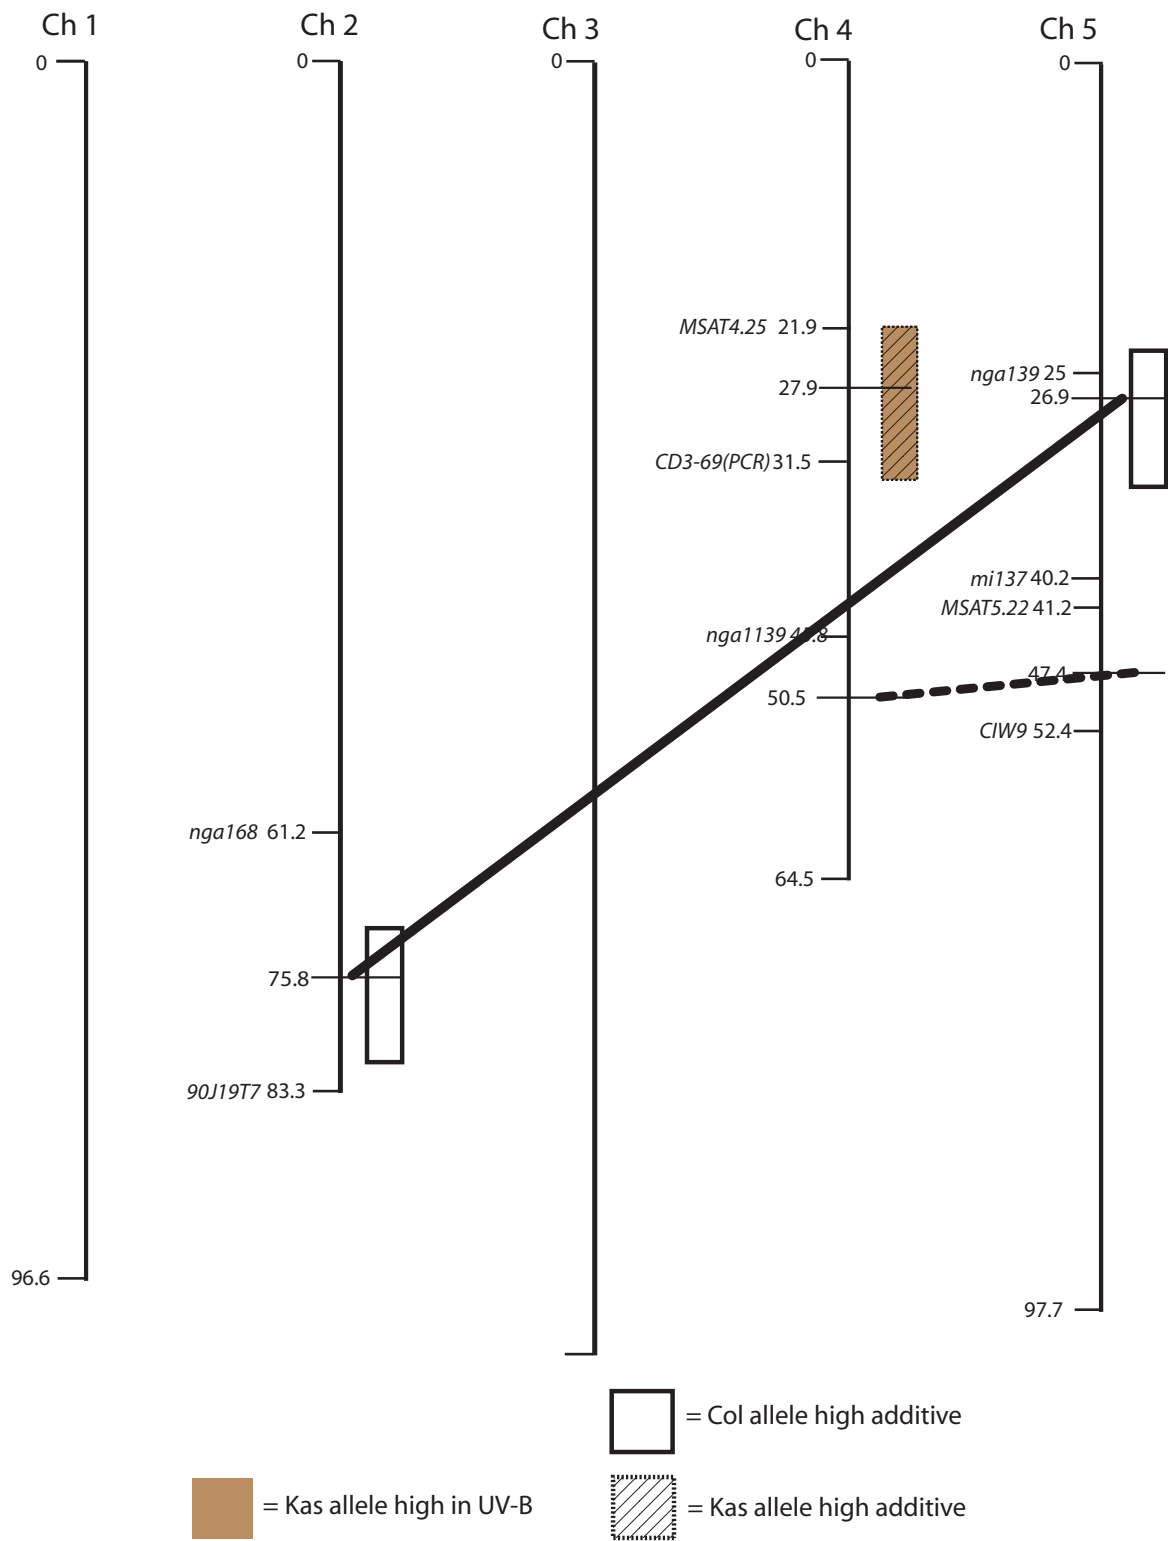 Ch 1 Ch 2 Ch 3 Ch 4 Ch 5
0 0 0 0 0
MSAT4.25 21.9
nga139 25
27.9
26.9
CD3-69(PCR) 31.5
mi137 40.2
MSAT5.22 41.2
nga1139
47.4
50.5
CIW9 52.4
nga168 61.2
64.5
75.8
90J19T7 83.3
96.6
97.7
= Col allele high additive
= Kas allele high in UV-B
= Kas allele high additive